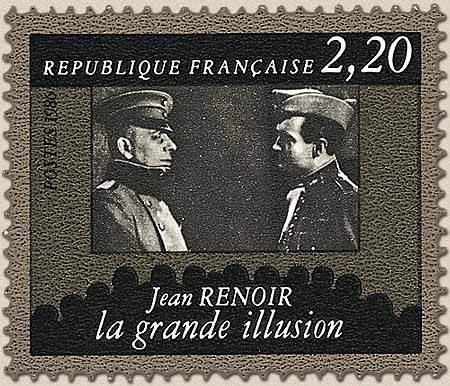 REPUBLIQUE FRANÇAISE 2,20
POSTES 1986
Jean RENOIR
la grande illusion